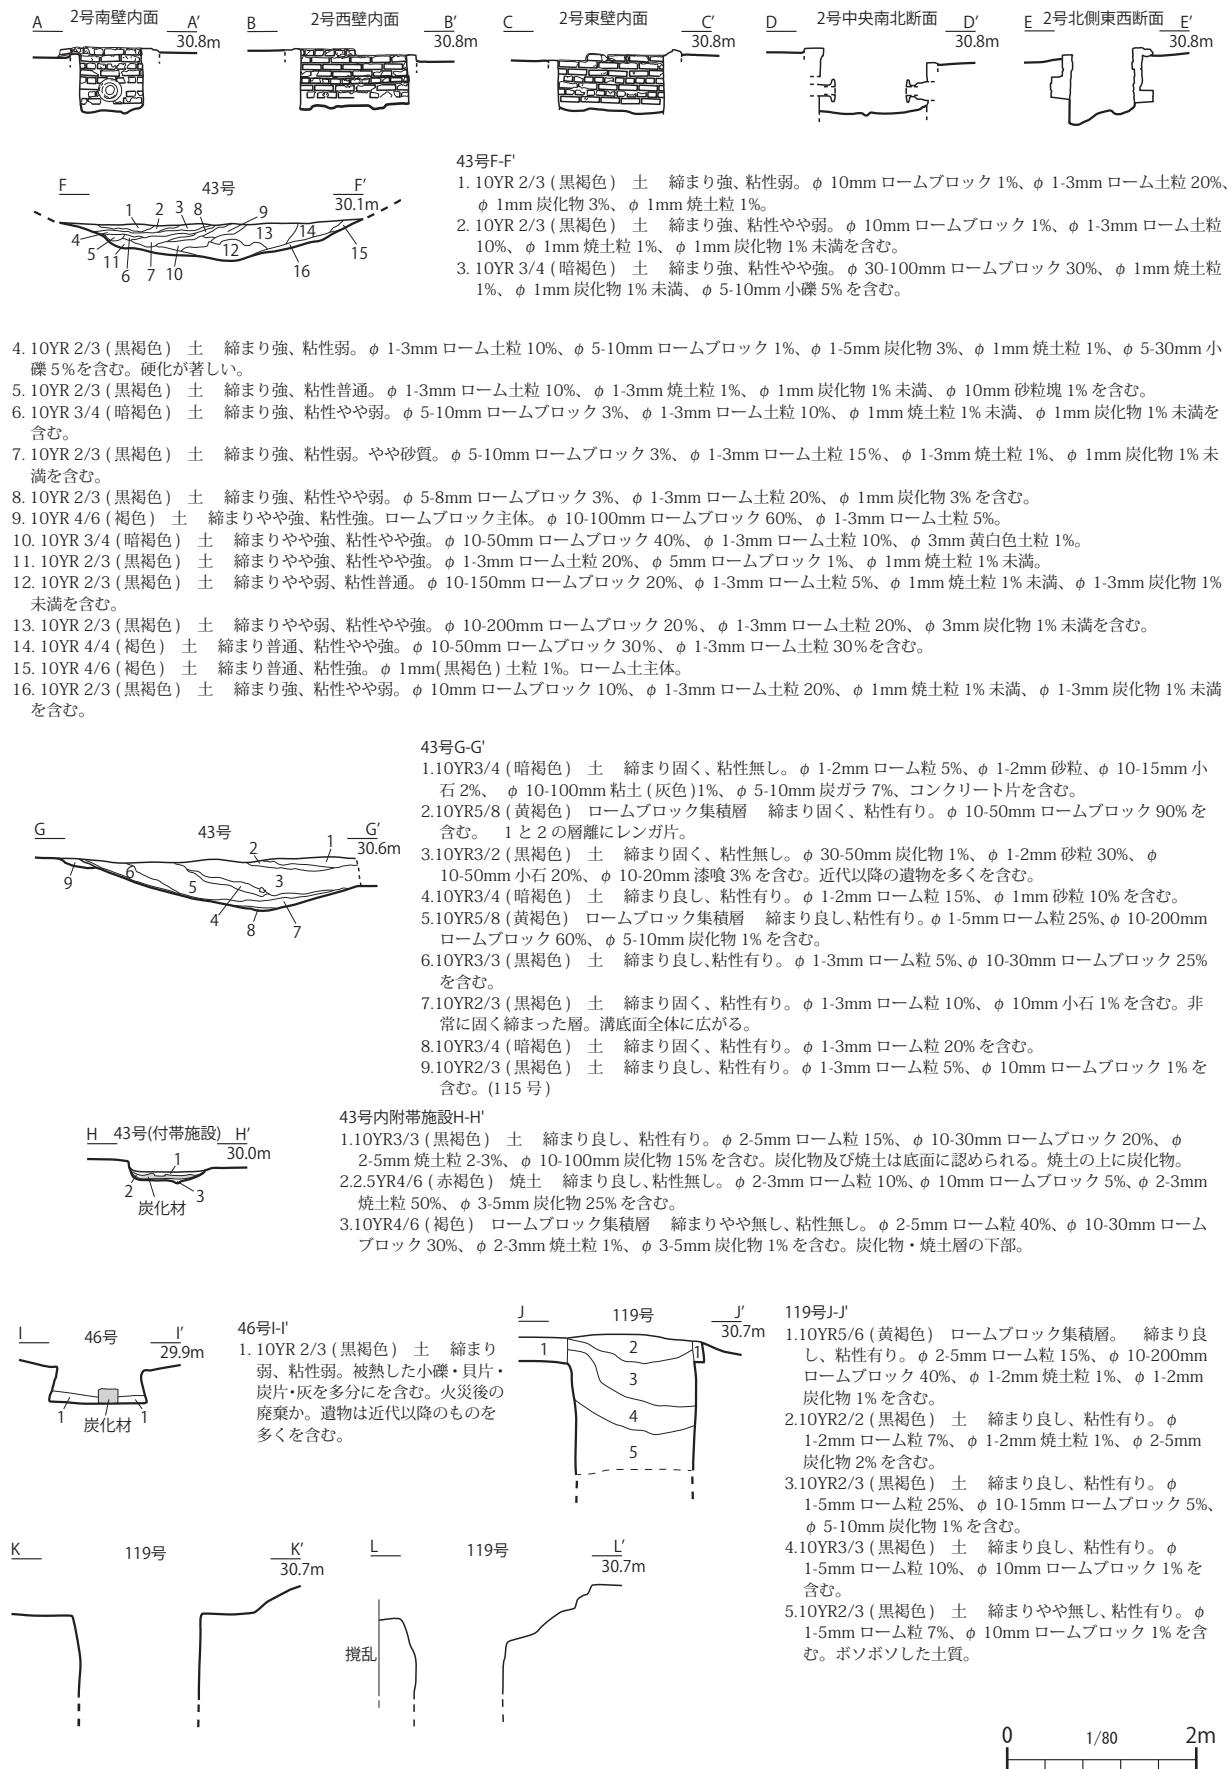 A 2号南壁内面 A′
30.8m
B 2号西壁内面 B′
30.8m
C 2号東壁内面 C′
30.8m
D 2号中央南北断面 D′
30.8m
E 2号北側東西断面 E′
30.8m
F 43号 F′
30.1m
1 2 3 8 9
13 14
4 12 15
5 11 16
6 7 10
43号F-F'
1. 10YR 2/3 ( 黒褐色 ) 土 締まり強、粘性弱。φ 10mm ロームブロック 1%、φ 1-3mm ローム土粒 20%、
φ 1mm 炭化物 3%、φ 1mm 焼土粒 1%。
2. 10YR 2/3 ( 黒褐色 ) 土 締まり強、粘性やや弱。φ 10mm ロームブロック 1%、φ 1-3mm ローム土粒
10%、φ 1mm 焼土粒 1%、φ 1mm 炭化物 1% 未満を含む。
3. 10YR 3/4 ( 暗褐色 ) 土 締まり強、粘性やや強。φ 30-100mm ロームブロック 30%、φ 1mm 焼土粒
1%、φ 1mm 炭化物 1% 未満、φ 5-10mm 小礫 5% を含む。
4. 10YR 2/3 ( 黒褐色 ) 土 締まり強、粘性弱。φ 1-3mm ローム土粒 10%、φ 5-10mm ロームブロック 1%、φ 1-5mm 炭化物 3%、φ 1mm 焼土粒 1%、φ 5-30mm 小
礫 5%を含む。硬化が著しい。
5. 10YR 2/3 ( 黒褐色 ) 土 締まり強、粘性普通。φ 1-3mm ローム土粒 10%、φ 1-3mm 焼土粒 1%、φ 1mm 炭化物 1% 未満、φ 10mm 砂粒塊 1% を含む。
6. 10YR 3/4 ( 暗褐色 ) 土 締まり強、粘性やや弱。φ 5-10mm ロームブロック 3%、φ 1-3mm ローム土粒 10%、φ 1mm 焼土粒 1% 未満、φ 1mm 炭化物 1% 未満を
含む。
7. 10YR 2/3 ( 黒褐色 ) 土 締まり強、粘性弱。やや砂質。φ 5-10mm ロームブロック 3%、φ 1-3mm ローム土粒 15%、φ 1-3mm 焼土粒 1%、φ 1mm 炭化物 1% 未
満を含む。
8. 10YR 2/3 ( 黒褐色 ) 土 締まり強、粘性やや弱。φ 5-8mm ロームブロック 3%、φ 1-3mm ローム土粒 20%、φ 1mm 炭化物 3% を含む。
9. 10YR 4/6 ( 褐色 ) 土 締まりやや強、粘性強。ロームブロック主体。φ 10-100mm ロームブロック 60%、φ 1-3mm ローム土粒 5%。
10. 10YR 3/4 ( 暗褐色 ) 土 締まりやや強、粘性やや強。φ 10-50mm ロームブロック 40%、φ 1-3mm ローム土粒 10%、φ 3mm 黄白色土粒 1%。
11. 10YR 2/3 ( 黒褐色 ) 土 締まりやや強、粘性やや強。φ 1-3mm ローム土粒 20%、φ 5mm ロームブロック 1%、φ 1mm 焼土粒 1% 未満。
12. 10YR 2/3 ( 黒褐色 ) 土 締まりやや弱、粘性普通。φ 10-150mm ロームブロック 20%、φ 1-3mm ローム土粒 5%、φ 1mm 焼土粒 1% 未満、φ 1-3mm 炭化物 1%
未満を含む。
13. 10YR 2/3 ( 黒褐色 ) 土 締まりやや弱、粘性やや強。φ 10-200mm ロームブロック 20%、φ 1-3mm ローム土粒 20%、φ 3mm 炭化物 1% 未満を含む。
14. 10YR 4/4 ( 褐色 ) 土 締まり普通、粘性やや強。φ 10-50mm ロームブロック 30%、φ 1-3mm ローム土粒 30%を含む。
15. 10YR 4/6 ( 褐色 ) 土 締まり普通、粘性強。φ 1mm( 黒褐色 ) 土粒 1%。ローム土主体。
16. 10YR 2/3 ( 黒褐色 ) 土 締まり強、粘性やや弱。φ 10mm ロームブロック 10%、φ 1-3mm ローム土粒 20%、φ 1mm 焼土粒 1% 未満、φ 1-3mm 炭化物 1% 未満
を含む。
G 43号 G′
30.6m
2 1
9 6 5 3
4 8 7
43号G-G'
1.10YR3/4 ( 暗褐色 ) 土 締まり固く、粘性無し。φ 1-2mm ローム粒 5%、φ 1-2mm 砂粒、φ 10-15mm 小
石 2%、 φ 10-100mm 粘土 ( 灰色 )1%、φ 5-10mm 炭ガラ 7%、コンクリート片を含む。
2.10YR5/8 ( 黄褐色 ) ロームブロック集積層 締まり固く、粘性有り。φ 10-50mm ロームブロック 90% を
含む。 1 と 2 の層離にレンガ片。
3.10YR3/2 ( 黒褐色 ) 土 締まり固く、粘性無し。φ 30-50mm 炭化物 1%、φ 1-2mm 砂粒 30%、φ
10-50mm 小石 20%、φ 10-20mm 漆喰 3% を含む。近代以降の遺物を多くを含む。
4.10YR3/4 ( 暗褐色 ) 土 締まり良し、粘性有り。φ 1-2mm ローム粒 15%、φ 1mm 砂粒 10% を含む。
5.10YR5/8 ( 黄褐色 ) ロームブロック集積層 締まり良し、粘性有り。φ 1-5mm ローム粒 25%、φ 10-200mm
ロームブロック 60%、φ 5-10mm 炭化物 1% を含む。
6.10YR3/3 ( 黒褐色 ) 土 締まり良し、粘性有り。φ 1-3mm ローム粒 5%、φ 10-30mm ロームブロック 25%
を含む。
7.10YR2/3 ( 黒褐色 ) 土 締まり固く、粘性有り。φ 1-3mm ローム粒 10%、φ 10mm 小石 1% を含む。非
常に固く締まった層。溝底面全体に広がる。
8.10YR3/4 ( 暗褐色 ) 土 締まり固く、粘性有り。φ 1-3mm ローム粒 20% を含む。
9.10YR2/3 ( 黒褐色 ) 土 締まり良し、粘性有り。φ 1-3mm ローム粒 5%、φ 10mm ロームブロック 1% を
含む。(115 号 )
H 43号(付帯施設) H′
30.0m
1
2 3
炭化材
43号内附帯施設H-H'
1.10YR3/3 ( 黒褐色 ) 土 締まり良し、粘性有り。φ 2-5mm ローム粒 15%、φ 10-30mm ロームブロック 20%、φ
2-5mm 焼土粒 2-3%、φ 10-100mm 炭化物 15% を含む。炭化物及び焼土は底面に認められる。焼土の上に炭化物。
2.2.5YR4/6 ( 赤褐色 ) 焼土 締まり良し、粘性無し。φ 2-3mm ローム粒 10%、φ 10mm ロームブロック 5%、φ 2-3mm
焼土粒 50%、φ 3-5mm 炭化物 25% を含む。
3.10YR4/6 ( 褐色 ) ロームブロック集積層 締まりやや無し、粘性無し。φ 2-5mm ローム粒 40%、φ 10-30mm ローム
ブロック 30%、φ 2-3mm 焼土粒 1%、φ 3-5mm 炭化物 1% を含む。炭化物・焼土層の下部。
I 46号 I′
29.9m
1 1
炭化材
46号I-I'
1. 10YR 2/3 ( 黒褐色 ) 土 締まり
弱、粘性弱。被熱した小礫・貝片・
炭片・灰を多分にを含む。火災後の
廃棄か。遺物は近代以降のものを
多くを含む。
J 119号 J′
30.7m
1 2 1
3
4
5
119号J-J'
1.10YR5/6 ( 黄褐色 ) ロームブロック集積層。 締まり良
し、粘性有り。φ 2-5mm ローム粒 15%、φ 10-200mm
ロームブロック 40%、φ 1-2mm 焼土粒 1%、φ 1-2mm
炭化物 1% を含む。
2.10YR2/2 ( 黒褐色 ) 土 締まり良し、粘性有り。φ
1-2mm ローム粒 7%、φ 1-2mm 焼土粒 1%、φ 2-5mm
炭化物 2% を含む。
3.10YR2/3 ( 黒褐色 ) 土 締まり良し、粘性有り。φ
1-5mm ローム粒 25%、φ 10-15mm ロームブロック 5%、
φ 5-10mm 炭化物 1% を含む。
4.10YR3/3 ( 黒褐色 ) 土 締まり良し、粘性有り。φ
1-5mm ローム粒 10%、φ 10mm ロームブロック 1% を
含む。
5.10YR2/3 ( 黒褐色 ) 土 締まりやや無し、粘性有り。φ
1-5mm ローム粒 7%、φ 10mm ロームブロック 1% を含
む。ボソボソした土質。
K 119号 K′
30.7m
L 119号 L′
30.7m
撹乱
0 1/80 2m